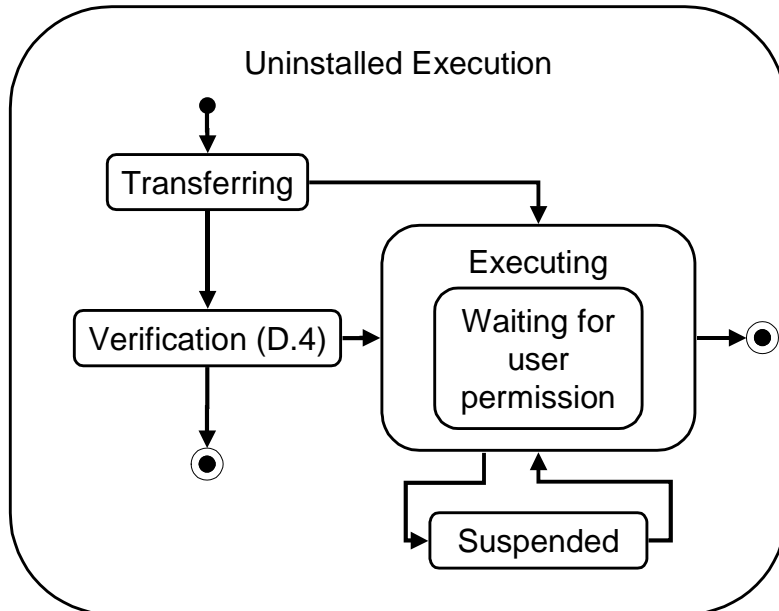 Uninstalled Execution
Transferring
Executing
Verification (D.4)
Waiting for
user
permission
Suspended